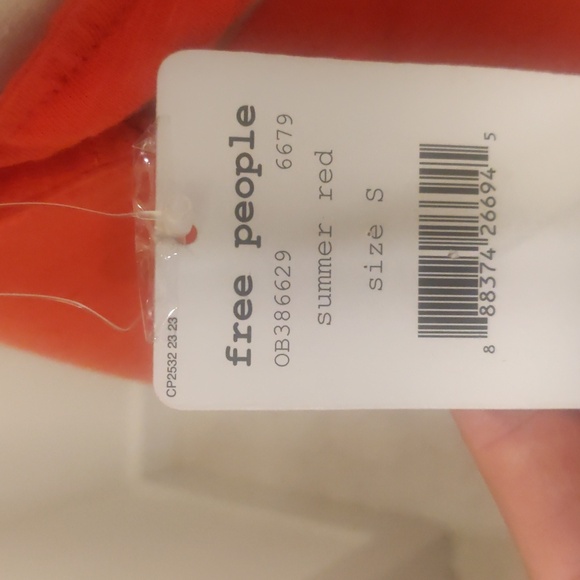 CP2532 23 23
free people
OB386629 6679
summer red
size S
8 88374 26694 5